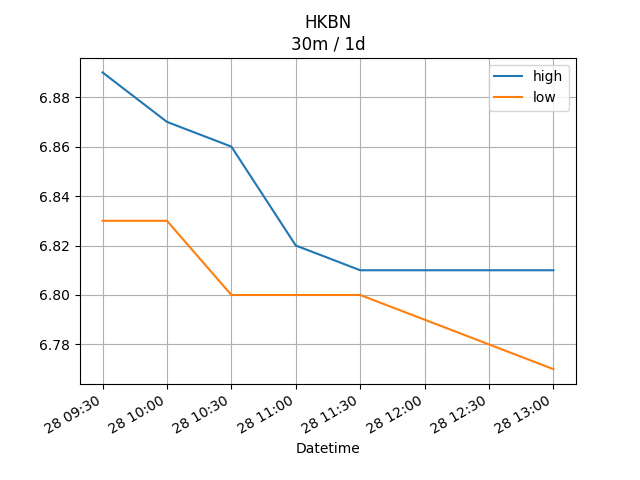 HKBN
30m / 1d
high
low
6.88
6.86
6.84
6.82
6.80
6.78
28 09:30
28 10:00
28 10:30
28 11:00
28 11:30
28 12:00
28 12:30
28 13:00
Datetime